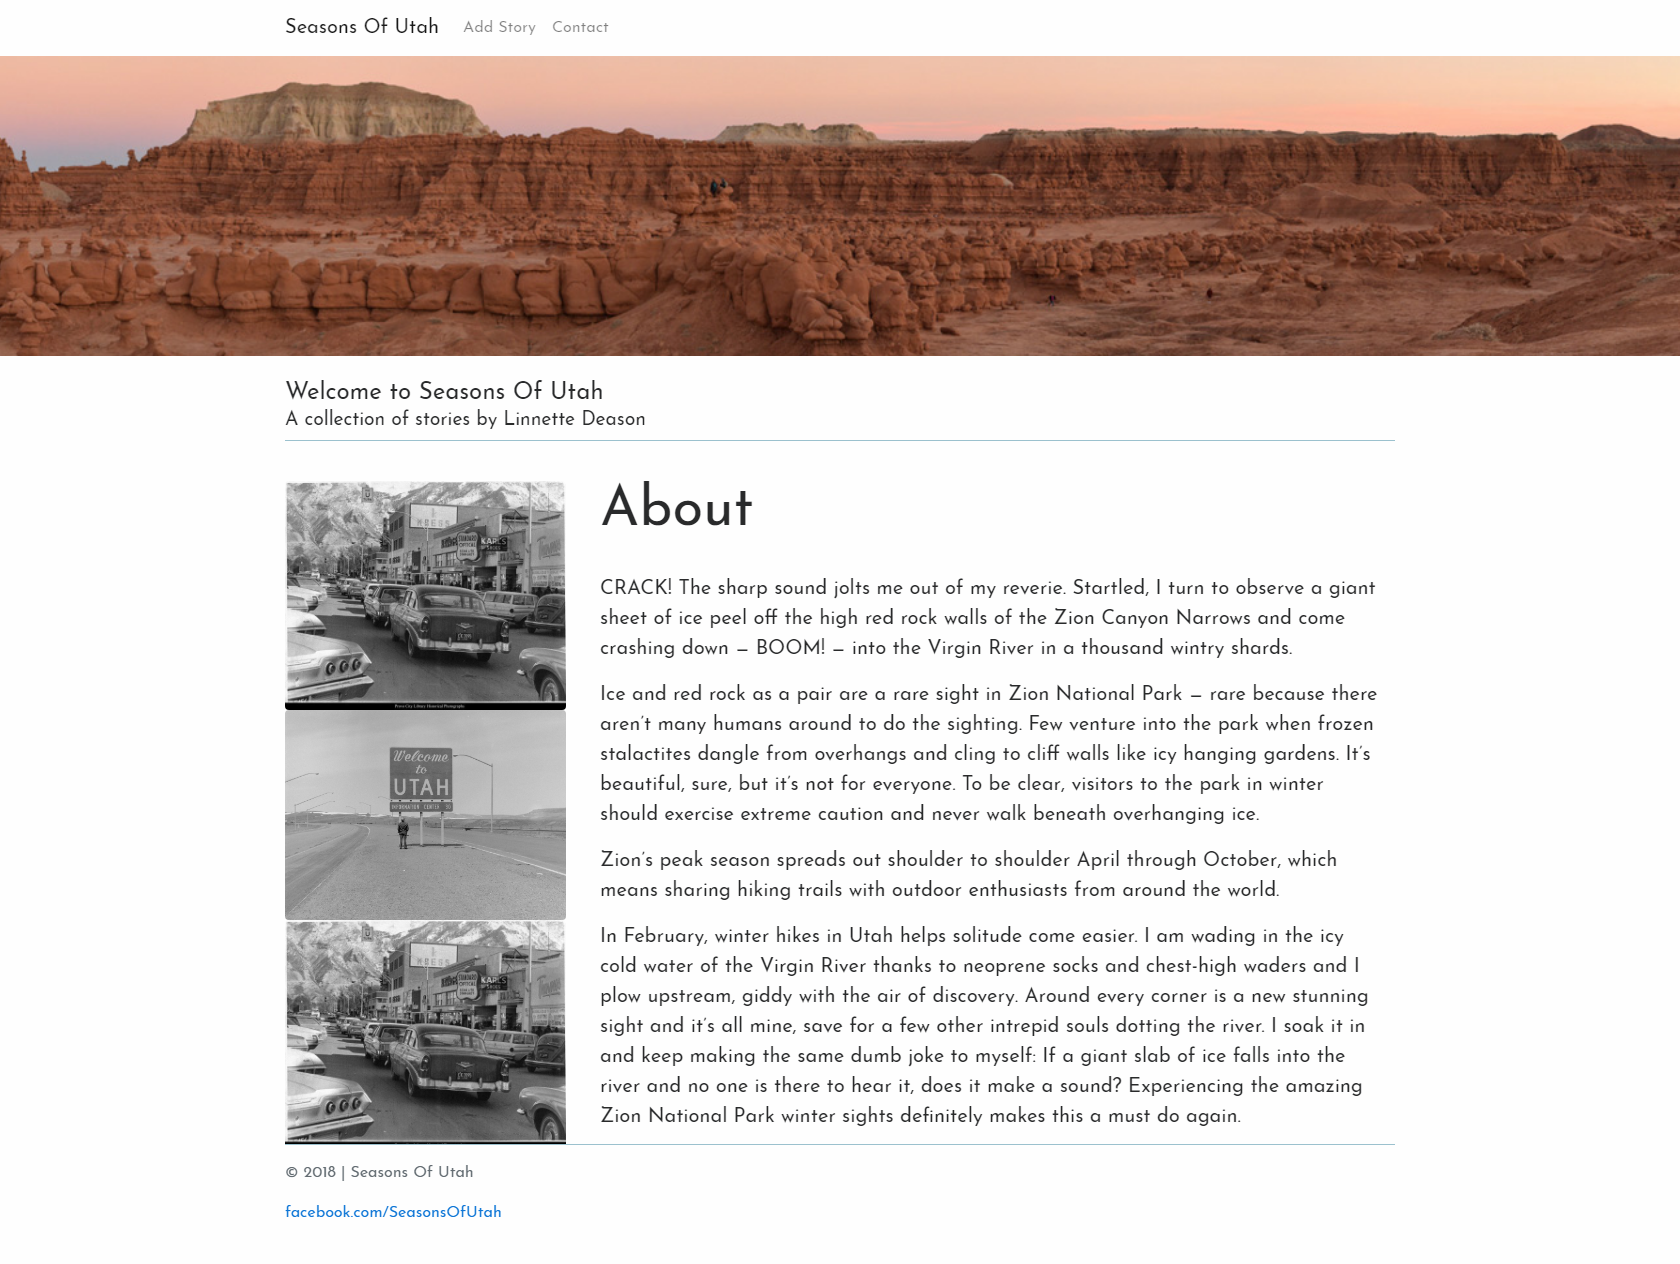 Seasons Of Utah
Add Story
Contact
Welcome to Seasons Of Utah
A collection of stories by Linnette Deason
About
CRACK! The sharp sound jolts me out of my reverie. Startled, I turn to observe a giant
sheet of ice peel off the high red rock walls of the Zion Canyon Narrows and come
crashing down – BOOM! – into the Virgin River in a thousand wintry shards.
Ice and red rock as a pair are a rare sight in Zion National Park – rare because there
aren't many humans around to do the sighting. Few venture into the park when frozen
stalactites dangle from overhangs and cling to cliff walls like icy hanging gardens. It's
beautiful, sure, but it's not for everyone. To be clear, visitors to the park in winter
should exercise extreme caution and never walk beneath overhanging ice.
Zion's peak season spreads out shoulder to shoulder April through October, which
means sharing hiking trails with outdoor enthusiasts from around the world.
In February, winter hikes in Utah helps solitude come easier. I am wading in the icy
cold water of the Virgin River thanks to neoprene socks and chest-high waders and I
plow upstream, giddy with the air of discovery. Around every corner is a new stunning
sight and it's all mine, save for a few other intrepid souls dotting the river. I soak it in
and keep making the same dumb joke to myself: If a giant slab of ice falls into the
river and no one is there to hear it, does it make a sound? Experiencing the amazing
Zion National Park winter sights definitely makes this a must do again.
STANDARD
OPTICAL
KARL'S
Provo City Library Historical Photographs
Welcome
to
UTAH
INFORMATION CENTER
STANDARD
OPTICAL
KARL'S
© 2018 | Seasons Of Utah
facebook.com/SeasonsOfUtah